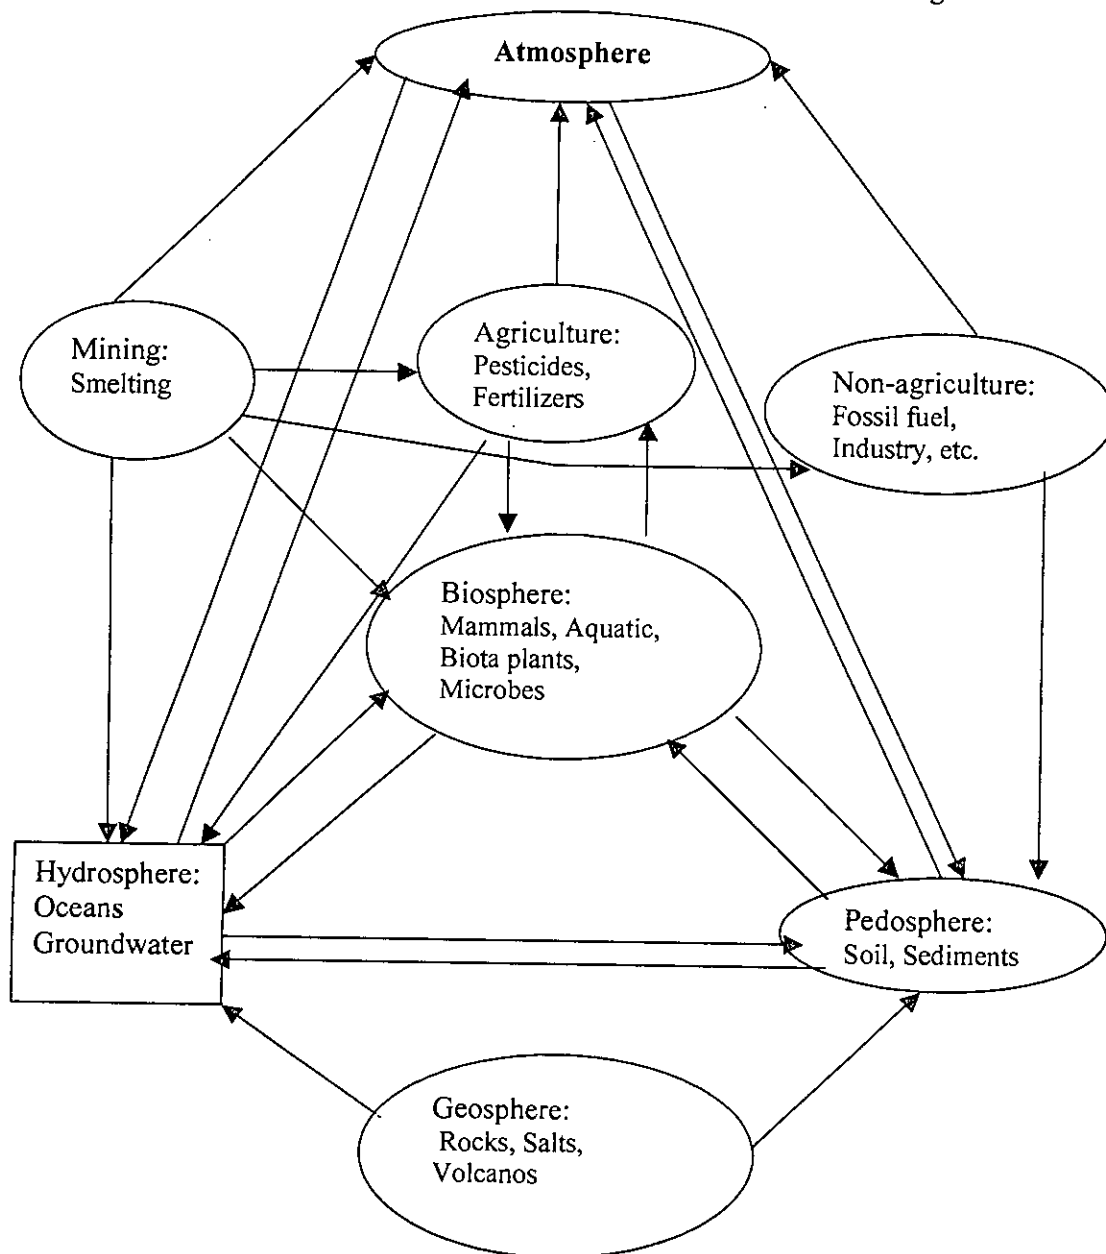 Atmosphere
Mining:
Smelting
Agriculture:
Pesticides,
Fertilizers
Non-agriculture:
Fossil fuel,
Industry, etc.
Biosphere:
Mammals, Aquatic,
Biota plants,
Microbes
Hydrosphere:
Oceans
Groundwater
Pedosphere:
Soil, Sediments
Geosphere:
Rocks, Salts,
Volcanos